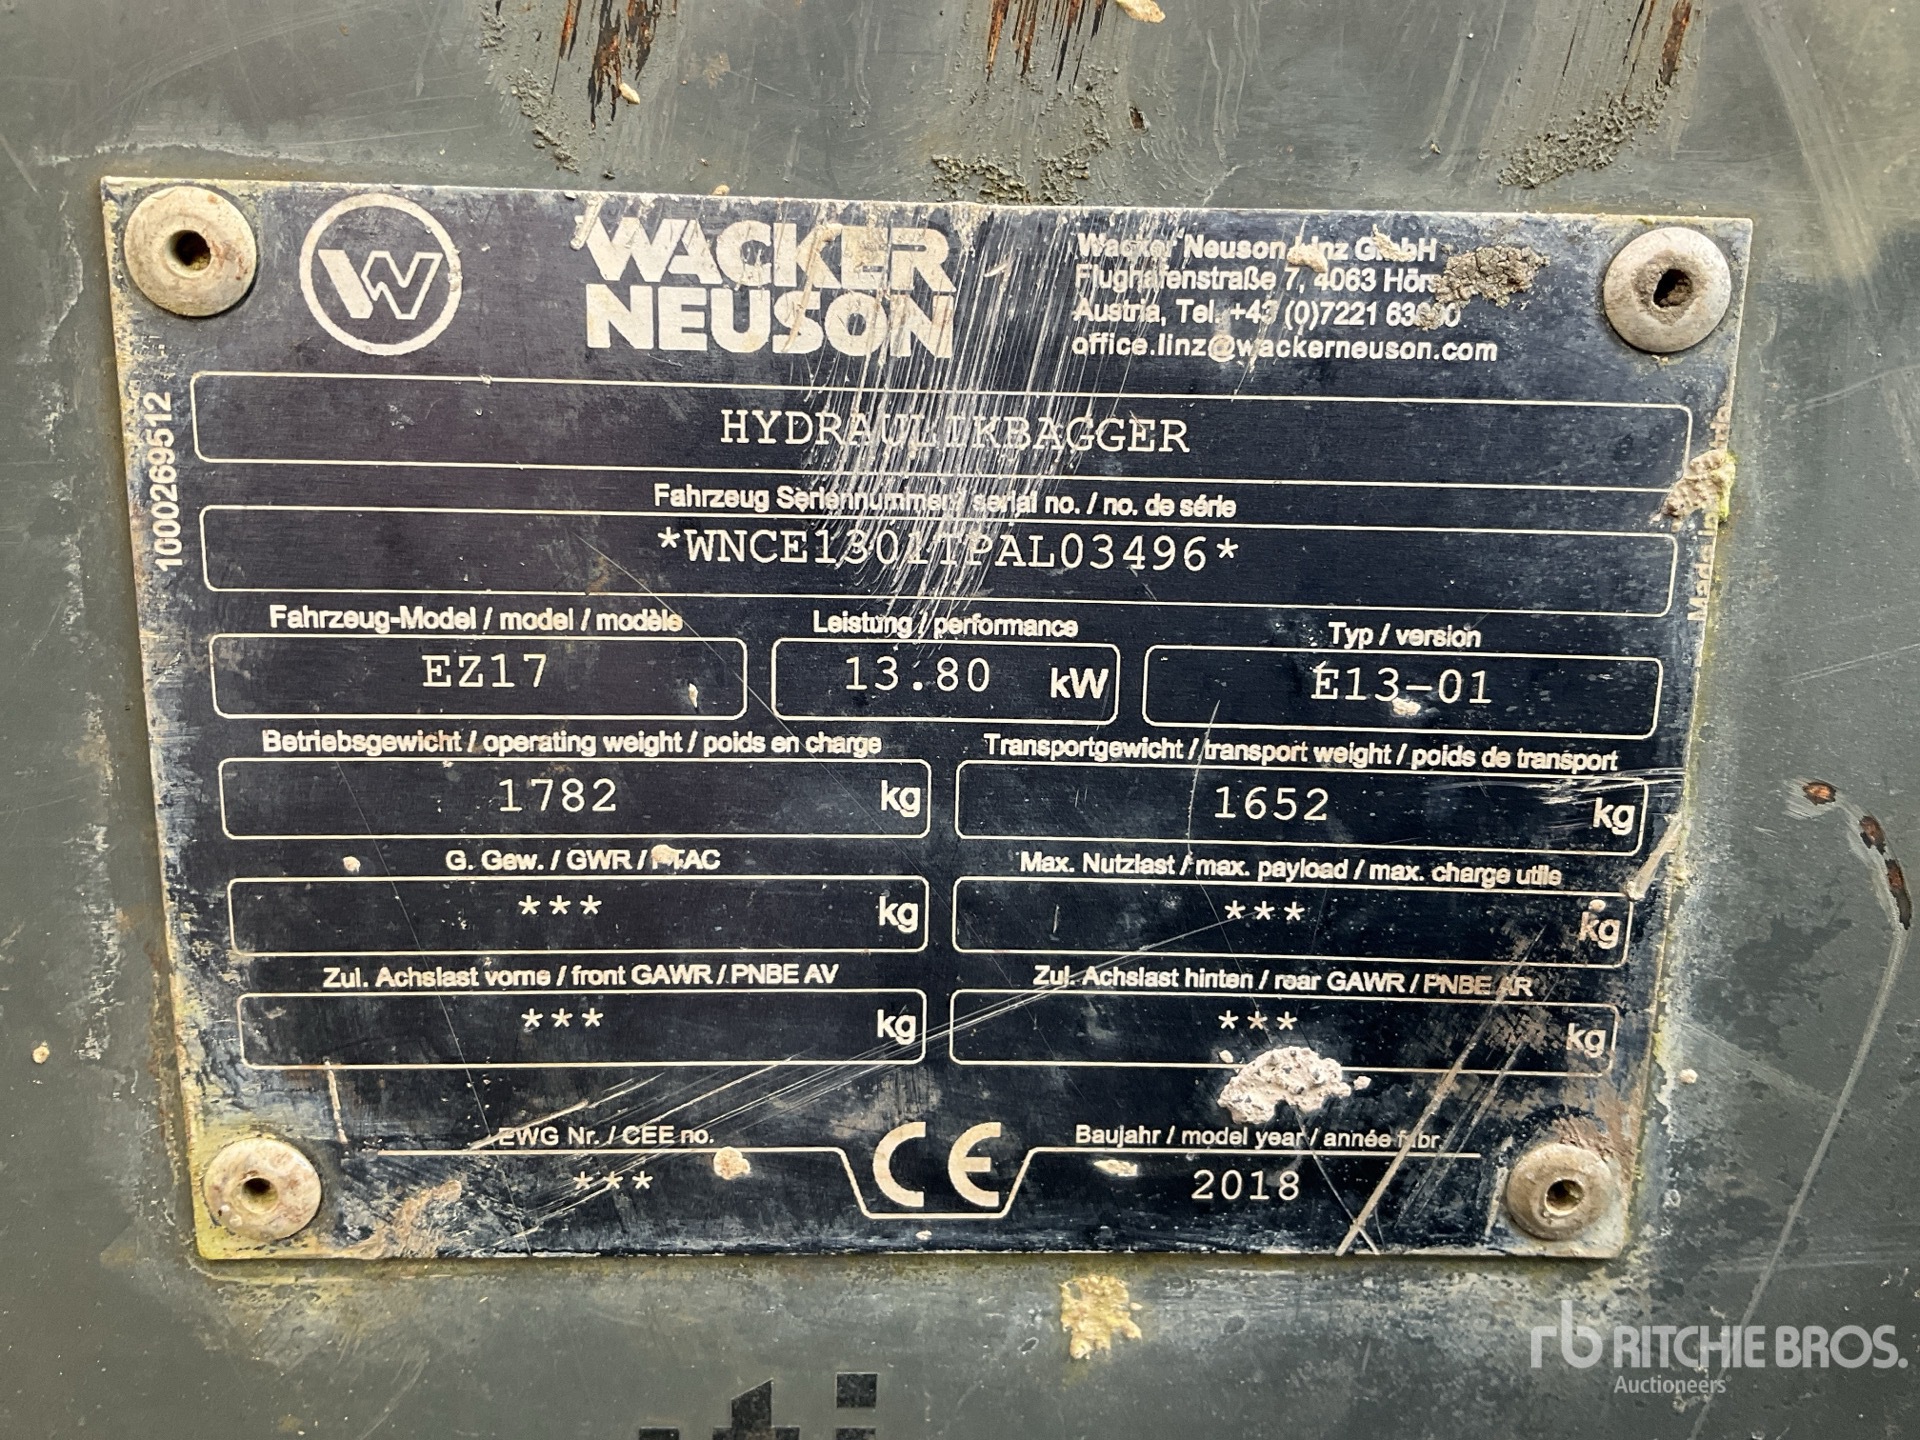 WACKER
NEUSON
Wacker Neuson Linz GmbH
Flughafenstraße 7, 4063
Austria, Tel. +43 (0)7221
office.linz@wackerneuson.com
1000269512
HYDRAULIKBAGGER
Fahrzeug Seriennummer / serial no. / no. de série
*WNCE1301TPAL03496*
Made in
Fahrzeug-Model / model / modèle
Leistung / performance
Typ / version
EZ17
13.80 kW
E13-01
Betriebsgewicht / operating weight / poids en charge
Transportgewicht / transport weight / poids de transport
1782 kg
1652 kg
G. Gew. / GWR / PTAC
Max. Nutzlast / max. payload / max. charge utile
*** kg
*** kg
Zul. Achslast vorne / front GAWR / PNBE AV
Zul. Achslast hinten / rear GAWR / PNBE AR
*** kg
*** kg
EWG Nr. / CEE no.
CE
Baujahr / model year / année fabr.
***
2018
rb RITCHIE BROS.
Auctioneers